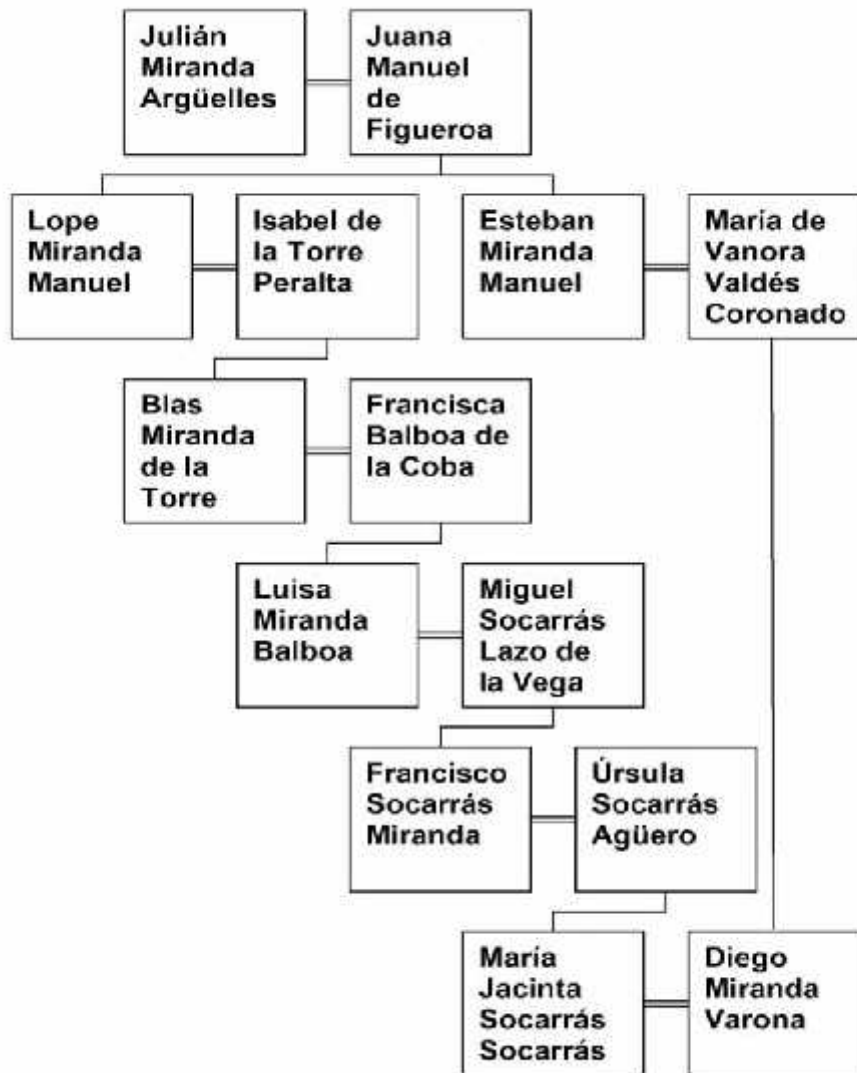 Julián
Miranda
Argüelles
Juana
Manuel
de
Figueroa
Lope
Miranda
Manuel
Isabel de
la Torre
Peralta
Esteban
Miranda
Manuel
María de
Vanora
Valdés
Coronado
Blas
Miranda
de la
Torre
Francisca
Balboa de
la Coba
Luisa
Miranda
Balboa
Miguel
Socarrás
Lazo de
la Vega
Francisco
Socarrás
Miranda
Úrsula
Socarrás
Agüero
María
Jacinta
Socarrás
Socarrás
Diego
Miranda
Varona